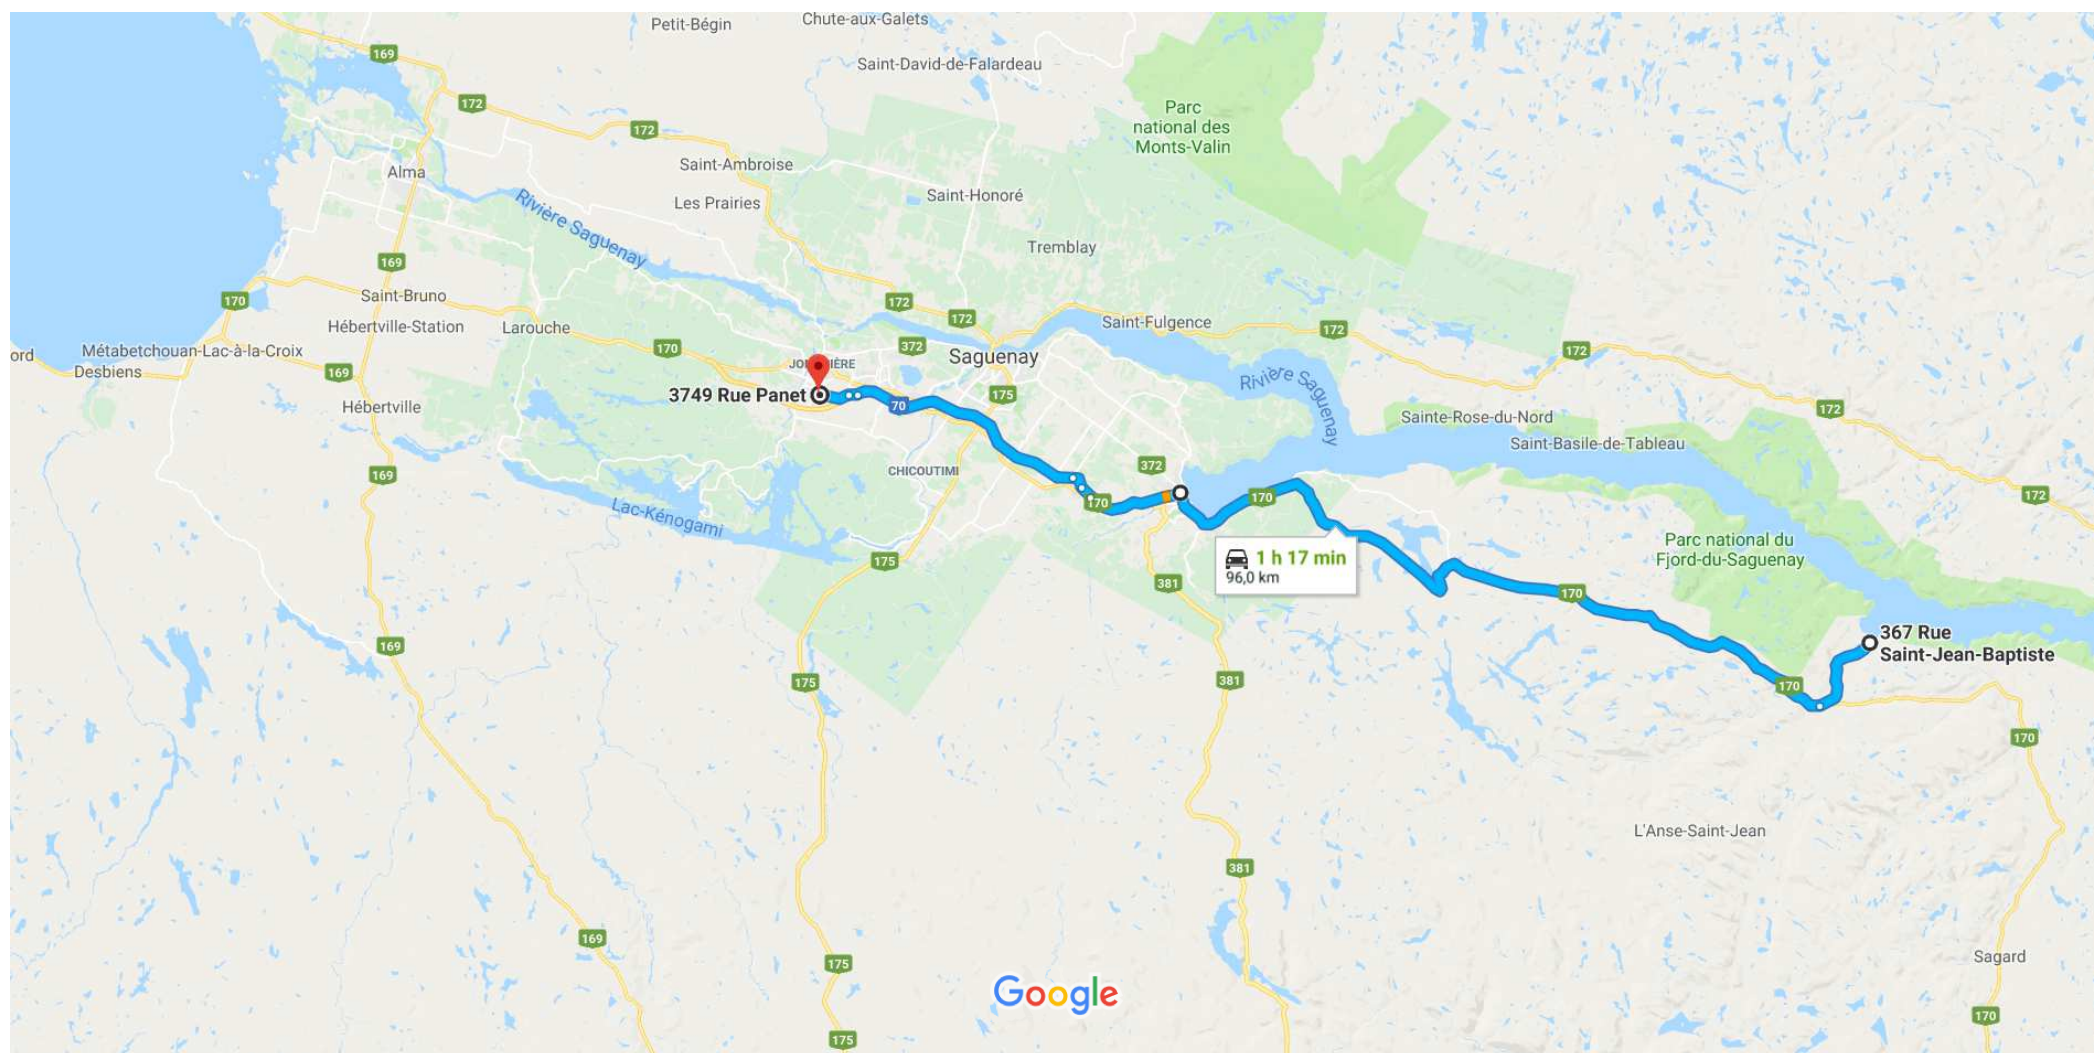 Petit-Bégin
Chute-aux-Galets
169
Saint-David-de-Falardeau
172
Parc
national des
Monts-Valin
172
Saint-Ambroise
Alma
Saint-Honoré
Les Prairies
Rivière Saguenay
Tremblay
169
170
Saint-Bruno
172
172
Saint-Fulgence
172
Hébertville-Station
Larouche
170
372
Saguenay
172
ord
Métabetchouan-Lac-à-la-Croix
Desbiens
169
Rivière Saguenay
3749 Rue Panet
70
175
Hébertville
Sainte-Rose-du-Nord
172
Saint-Basile-de-Tableau
169
CHICOUTIMI
372
170
170
172
Lac-Kénogami
Parc national du
Fjord-du-Saguenay
1 h 17 min
96,0 km
175
381
170
367 Rue
Saint-Jean-Baptiste
169
175
381
170
170
L'Anse-Saint-Jean
381
169
175
Sagard
Google
170
175